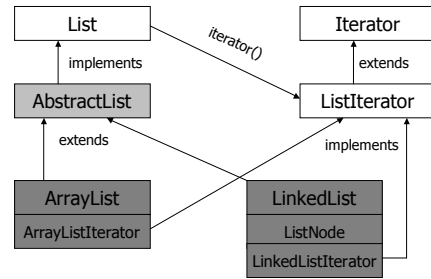 List
Iterator
iterator()
implements
extends
AbstractList
ListIterator
extends
implements
ArrayList
LinkedList
ArrayListIterator
ListNode
LinkedListIterator